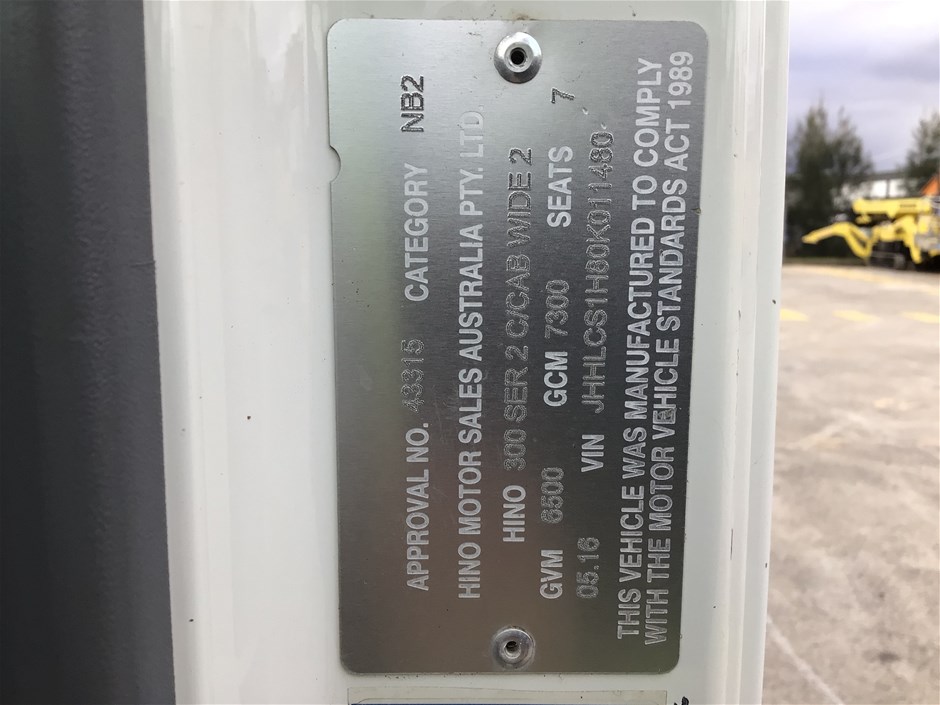 APPROVAL NO. 43315 CATEGORY NB2
HINO MOTOR SALES AUSTRALIA PTY. LTD.
HINO 300 SER 2 C/CAB WIDE 2
GVM 6500 GCM 7300 SEATS 7
05.16 VIN JHHLCS1H80K011480
THIS VEHICLE WAS MANUFACTURED TO COMPLY
WITH THE MOTOR VEHICLE STANDARDS ACT 1989